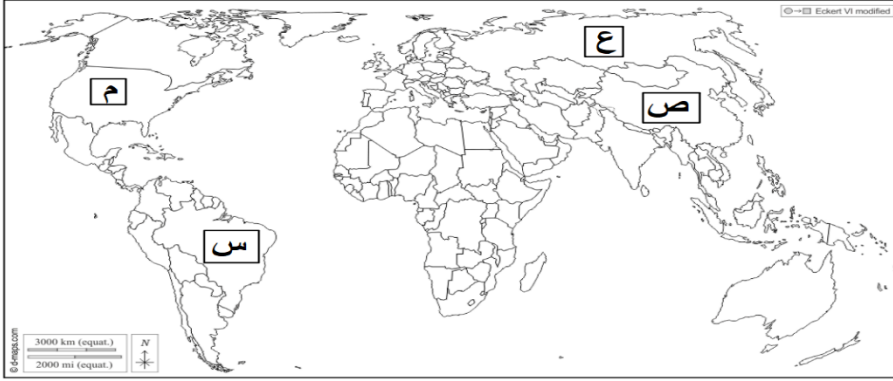 Eckert VI modified
ع
م
ص
س
3000 km (equat.)
2000 mi (equat.)
N
© d-maps.com